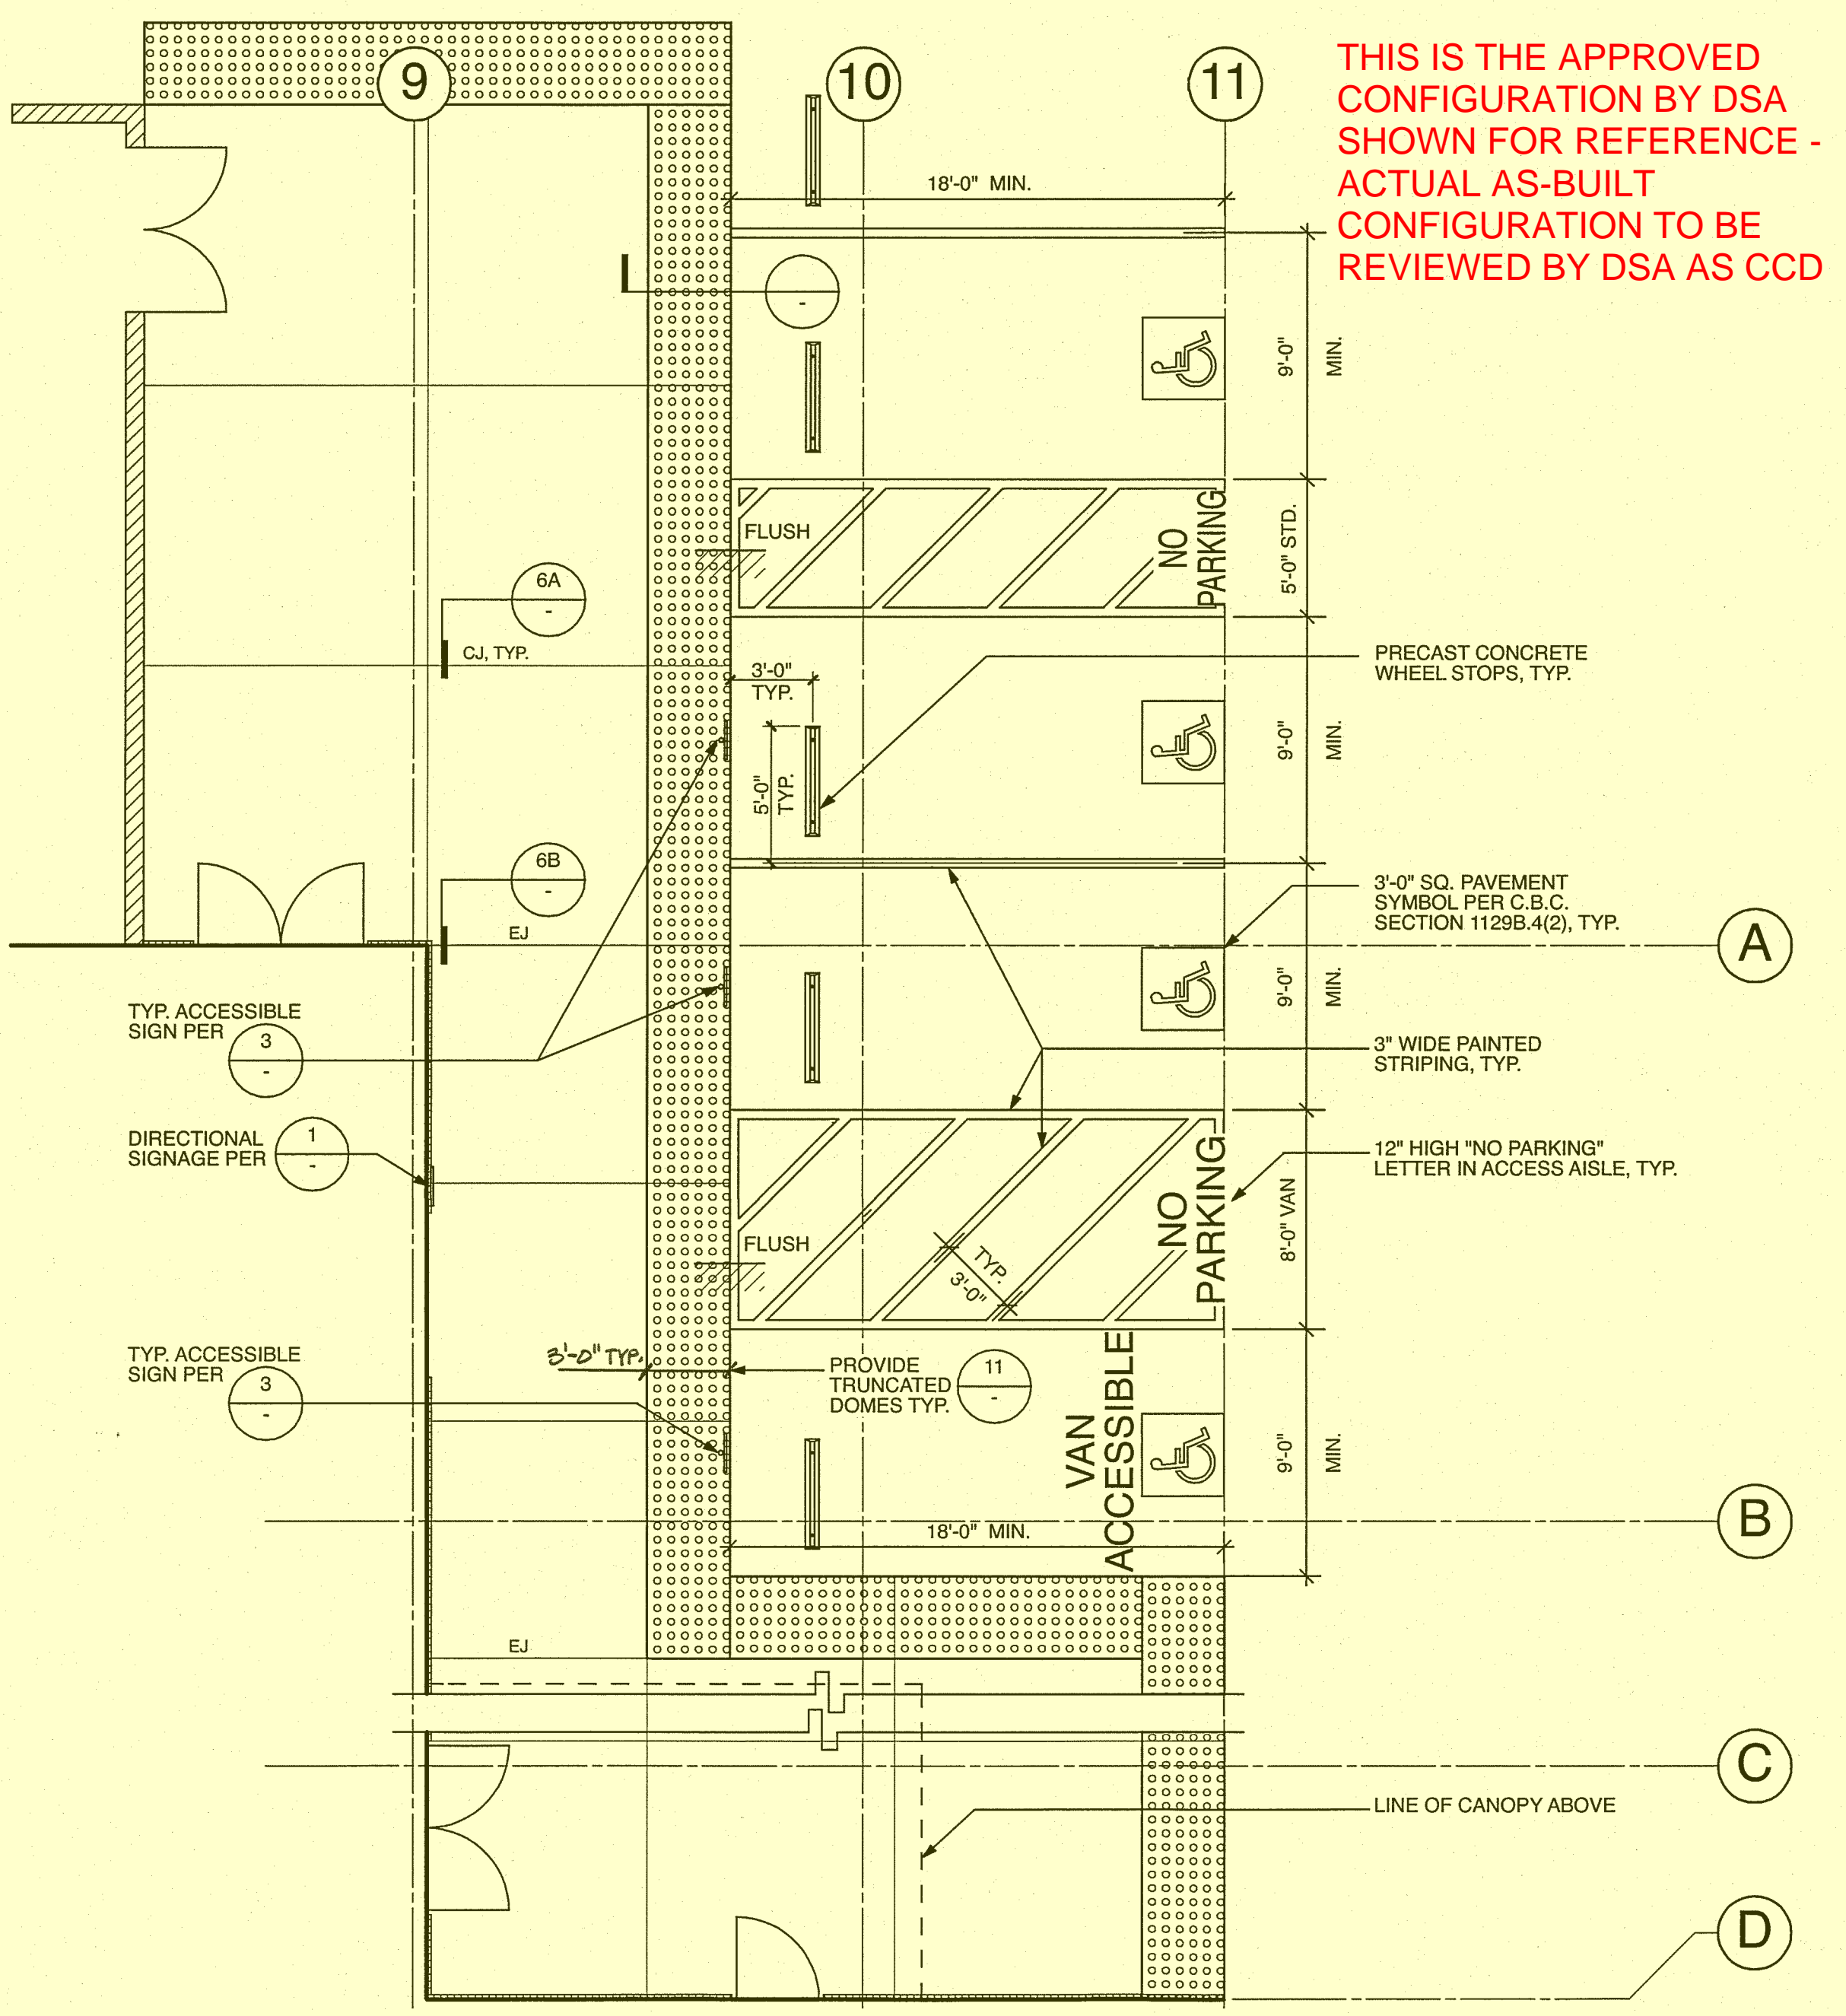 9
10
11
THIS IS THE APPROVED
CONFIGURATION BY DSA
SHOWN FOR REFERENCE -
ACTUAL AS-BUILT
CONFIGURATION TO BE
REVIEWED BY DSA AS CCD
18'-0" MIN.
-
9'-0"
MIN.
FLUSH
NO
PARKING
5'-0" STD.
6A
-
CJ, TYP.
3'-0"
TYP.
PRECAST CONCRETE
WHEEL STOPS, TYP.
5'-0"
TYP.
9'-0"
MIN.
6B
-
EJ
3'-0" SQ. PAVEMENT
SYMBOL PER C.B.C.
SECTION 1129B.4(2), TYP.
A
9'-0"
MIN.
TYP. ACCESSIBLE
SIGN PER
3
-
3" WIDE PAINTED
STRIPING, TYP.
DIRECTIONAL
SIGNAGE PER
1
-
12" HIGH "NO PARKING"
LETTER IN ACCESS AISLE, TYP.
NO
PARKING
8'-0" VAN
FLUSH
TYP.
3'-0"
TYP. ACCESSIBLE
SIGN PER
3
-
3'-0" TYP.
PROVIDE
TRUNCATED
DOMES TYP.
11
-
VAN
ACCESSIBLE
9'-0"
MIN.
B
18'-0" MIN.
EJ
C
LINE OF CANOPY ABOVE
D